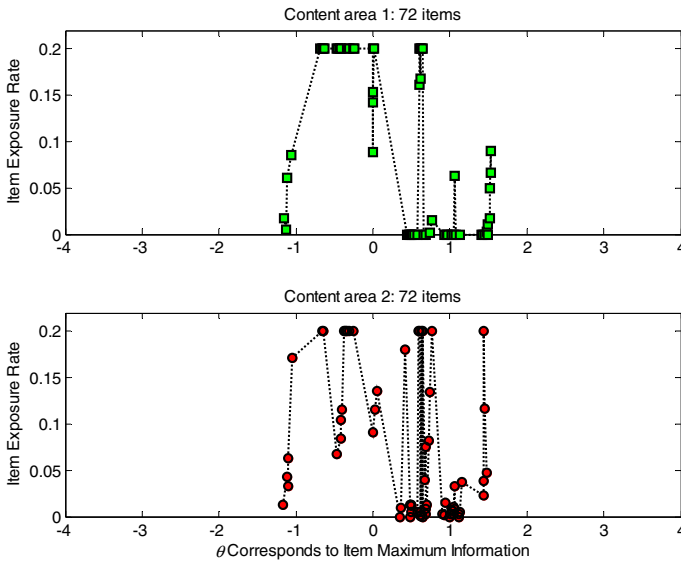 Content area 1: 72 items
Item Exposure Rate
0.2
0.15
0.1
0.05
0
-4 -3 -2 -1 0 1 2 3 4
Content area 2: 72 items
Item Exposure Rate
0.2
0.15
0.1
0.05
0
-4 -3 -2 -1 0 1 2 3 4
θ Corresponds to Item Maximum Information